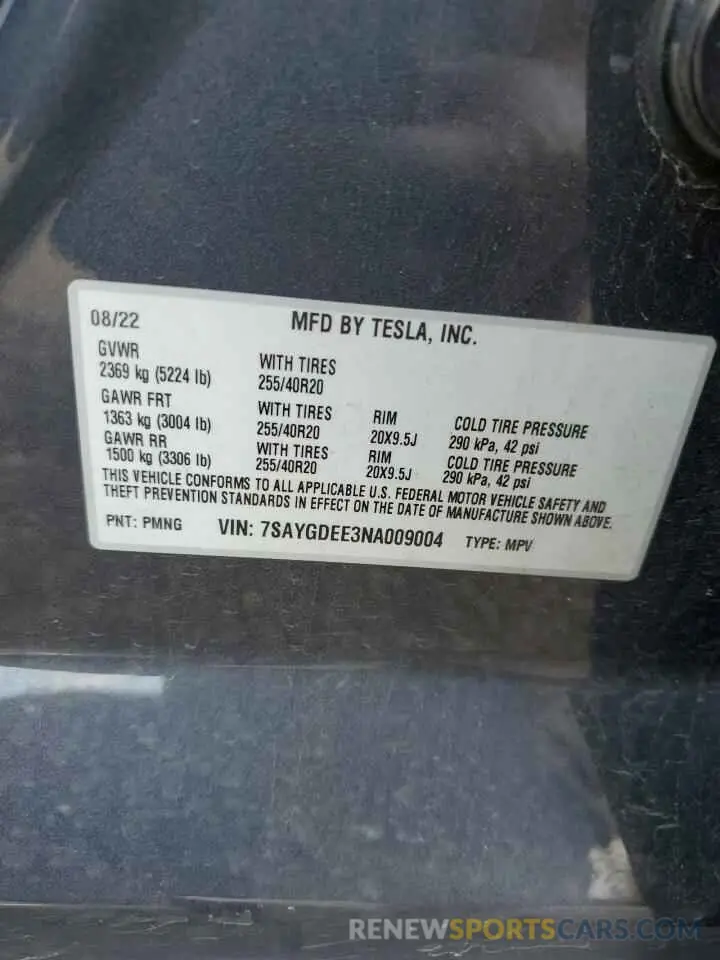 08/22 MFD BY TESLA, INC.
GVWR
2369 kg (5224 lb) WITH TIRES
255/40R20
GAWR FRT
1363 kg (3004 lb) WITH TIRES
255/40R20 RIM
20X9.5J COLD TIRE PRESSURE
290 kPa, 42 psi
GAWR RR
1500 kg (3306 lb) WITH TIRES
255/40R20 RIM
20X9.5J COLD TIRE PRESSURE
290 kPa, 42 psi
THIS VEHICLE CONFORMS TO ALL APPLICABLE U.S. FEDERAL MOTOR VEHICLE SAFETY AND
THEFT PREVENTION STANDARDS IN EFFECT ON THE DATE OF MANUFACTURE SHOWN ABOVE.
PNT: PMNG VIN: 7SAYGDEE3NA009004 TYPE: MPV
RENEWSPORTSCARS.COM